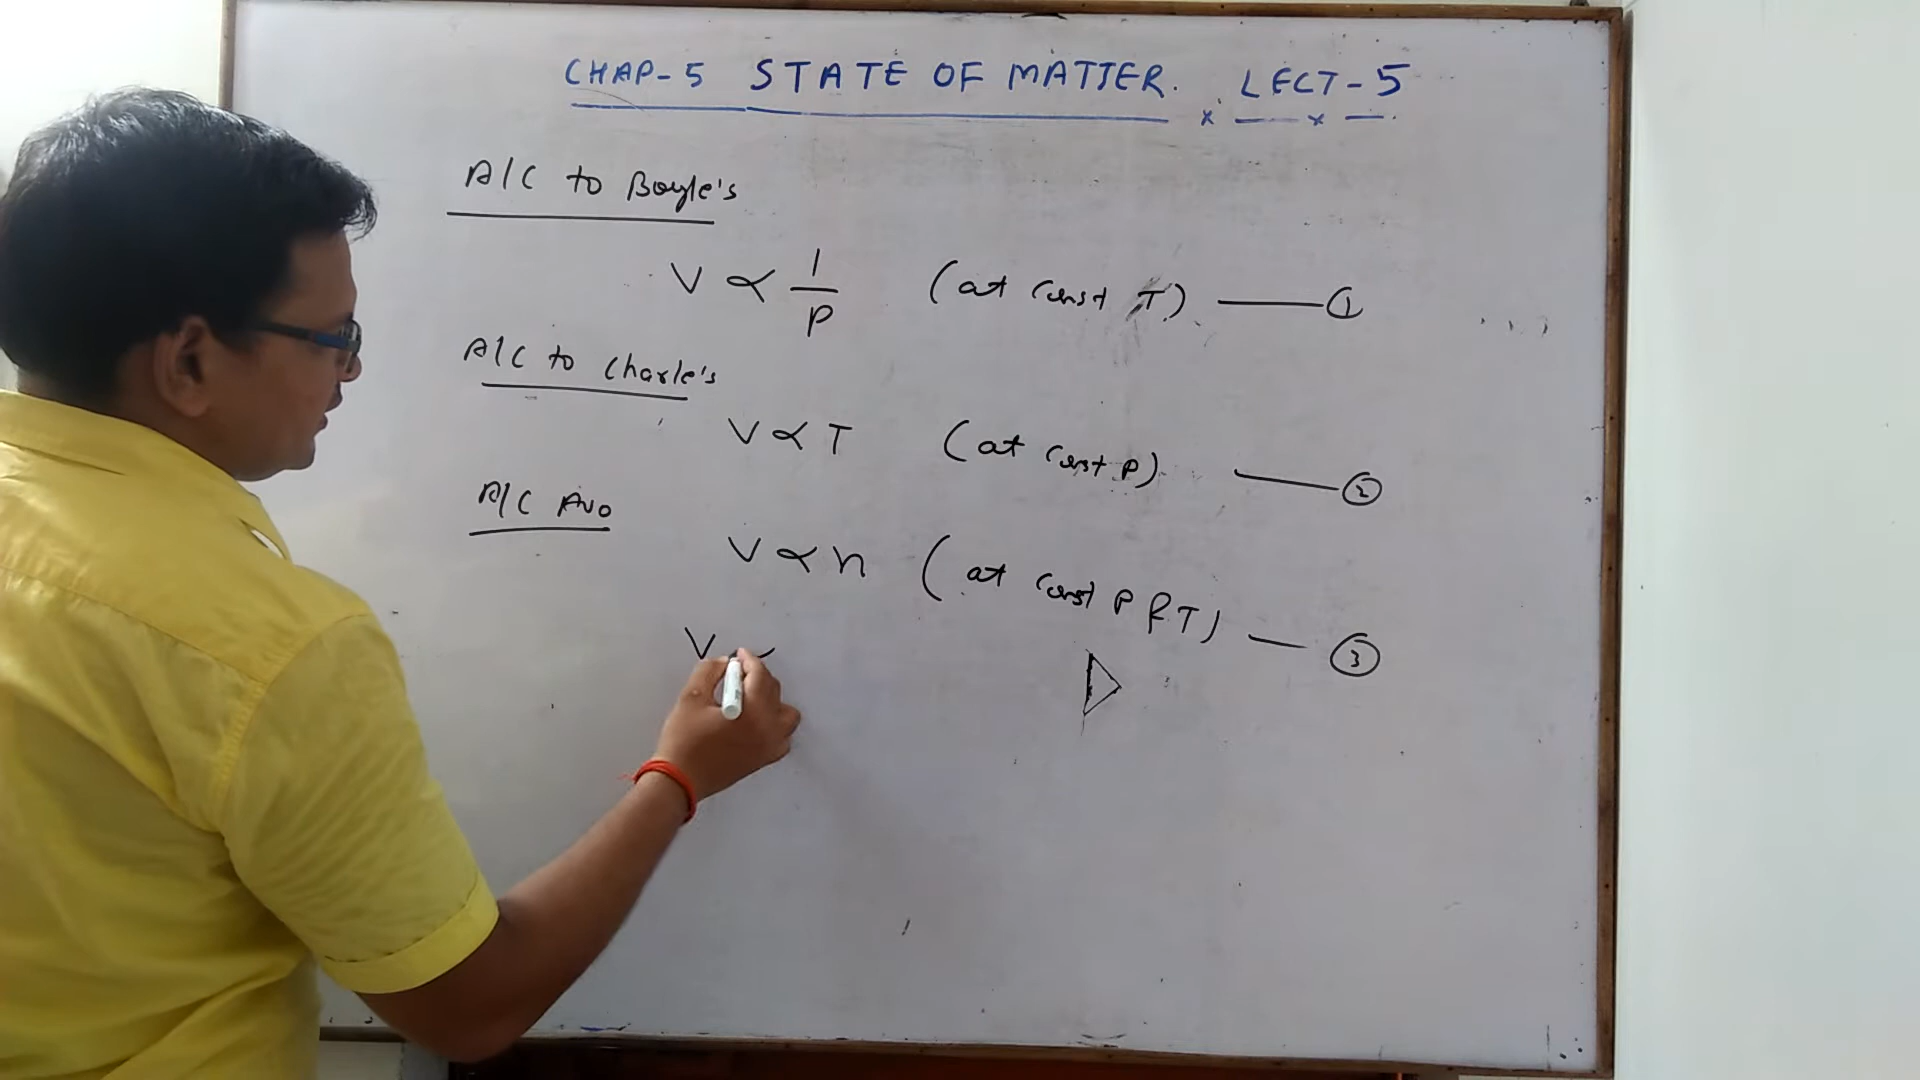 CHAP-5 STATE OF MATTER. LECT-5
A/C to Boyle's
V ∝ 1/P (at const T) — ①
A/C to Charle's
V ∝ T (at const P) — ②
A/C Avo
V ∝ n (at const P & T) — ③
V